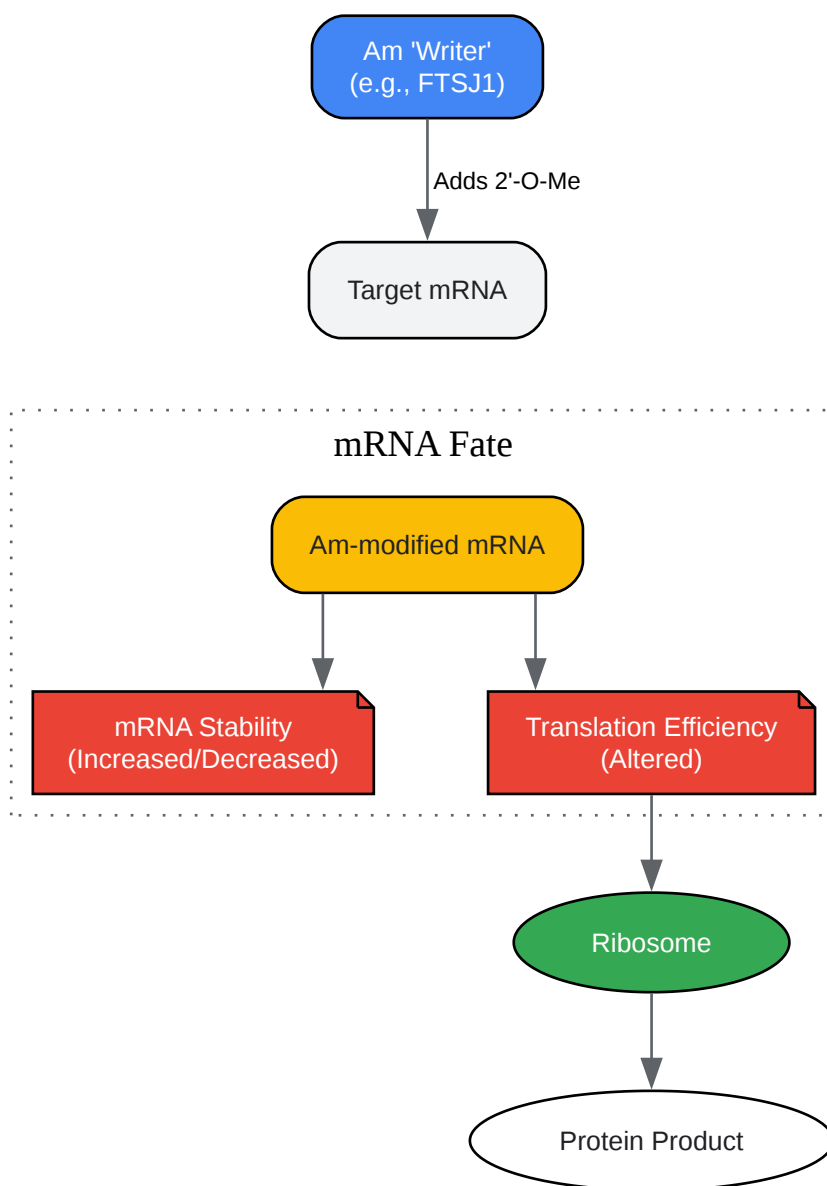 Am 'Writer'
(e.g., FTSJ1)
Adds 2'-O-Me
Target mRNA
mRNA Fate
Am-modified mRNA
mRNA Stability
(Increased/Decreased)
Translation Efficiency
(Altered)
Ribosome
Protein Product